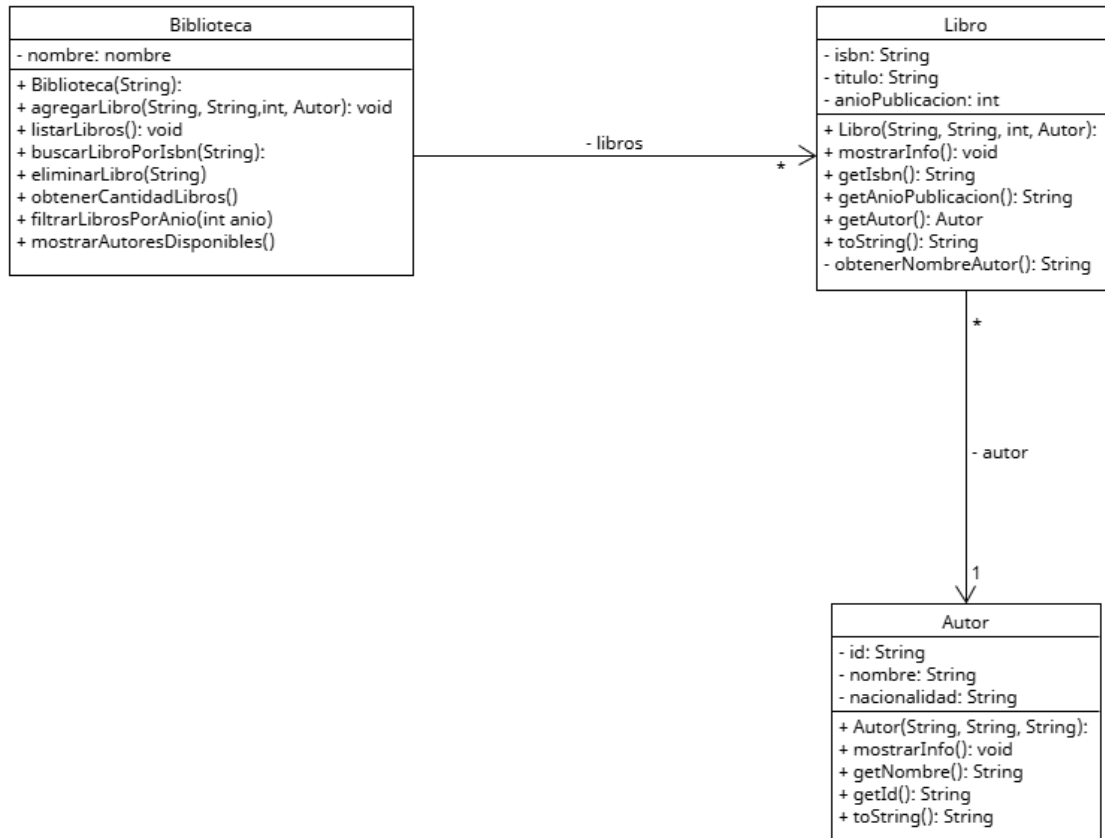 Biblioteca
- nombre: nombre
+ Biblioteca(String):
+ agregarLibro(String, String,int, Autor): void
+ listarLibros(): void
+ buscarLibroPorIsbn(String):
+ eliminarLibro(String)
+ obtenerCantidadLibros()
+ filtrarLibrosPorAnio(int anio)
+ mostrarAutoresDisponibles()
- libros
*
Libro
- isbn: String
- titulo: String
- anioPublicacion: int
+ Libro(String, String, int, Autor):
+ mostrarInfo(): void
+ getIsbn(): String
+ getAnioPublicacion(): String
+ getAutor(): Autor
+ toString(): String
- obtenerNombreAutor(): String
*
- autor
1
Autor
- id: String
- nombre: String
- nacionalidad: String
+ Autor(String, String, String):
+ mostrarInfo(): void
+ getNombre(): String
+ getId(): String
+ toString(): String